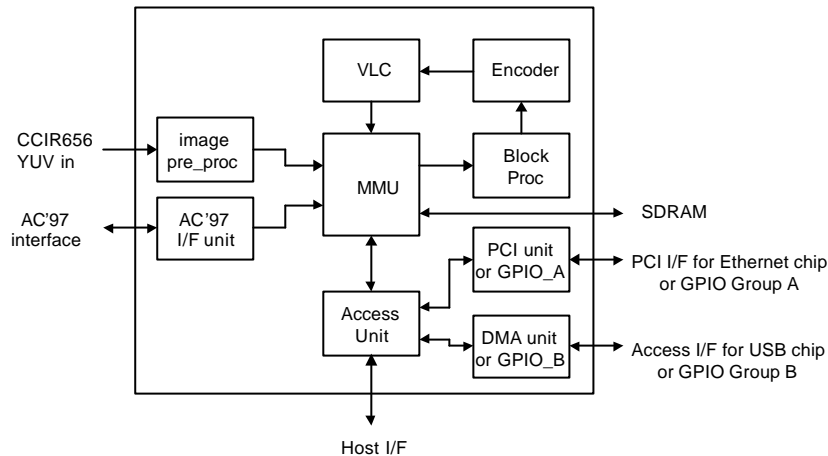 VLC
Encoder
CCIR656
YUV in
image
pre_proc
MMU
Block
Proc
AC'97
interface
AC'97
I/F unit
SDRAM
PCI unit
or GPIO_A
PCI I/F for Ethernet chip
or GPIO Group A
Access
Unit
DMA unit
or GPIO_B
Access I/F for USB chip
or GPIO Group B
Host I/F